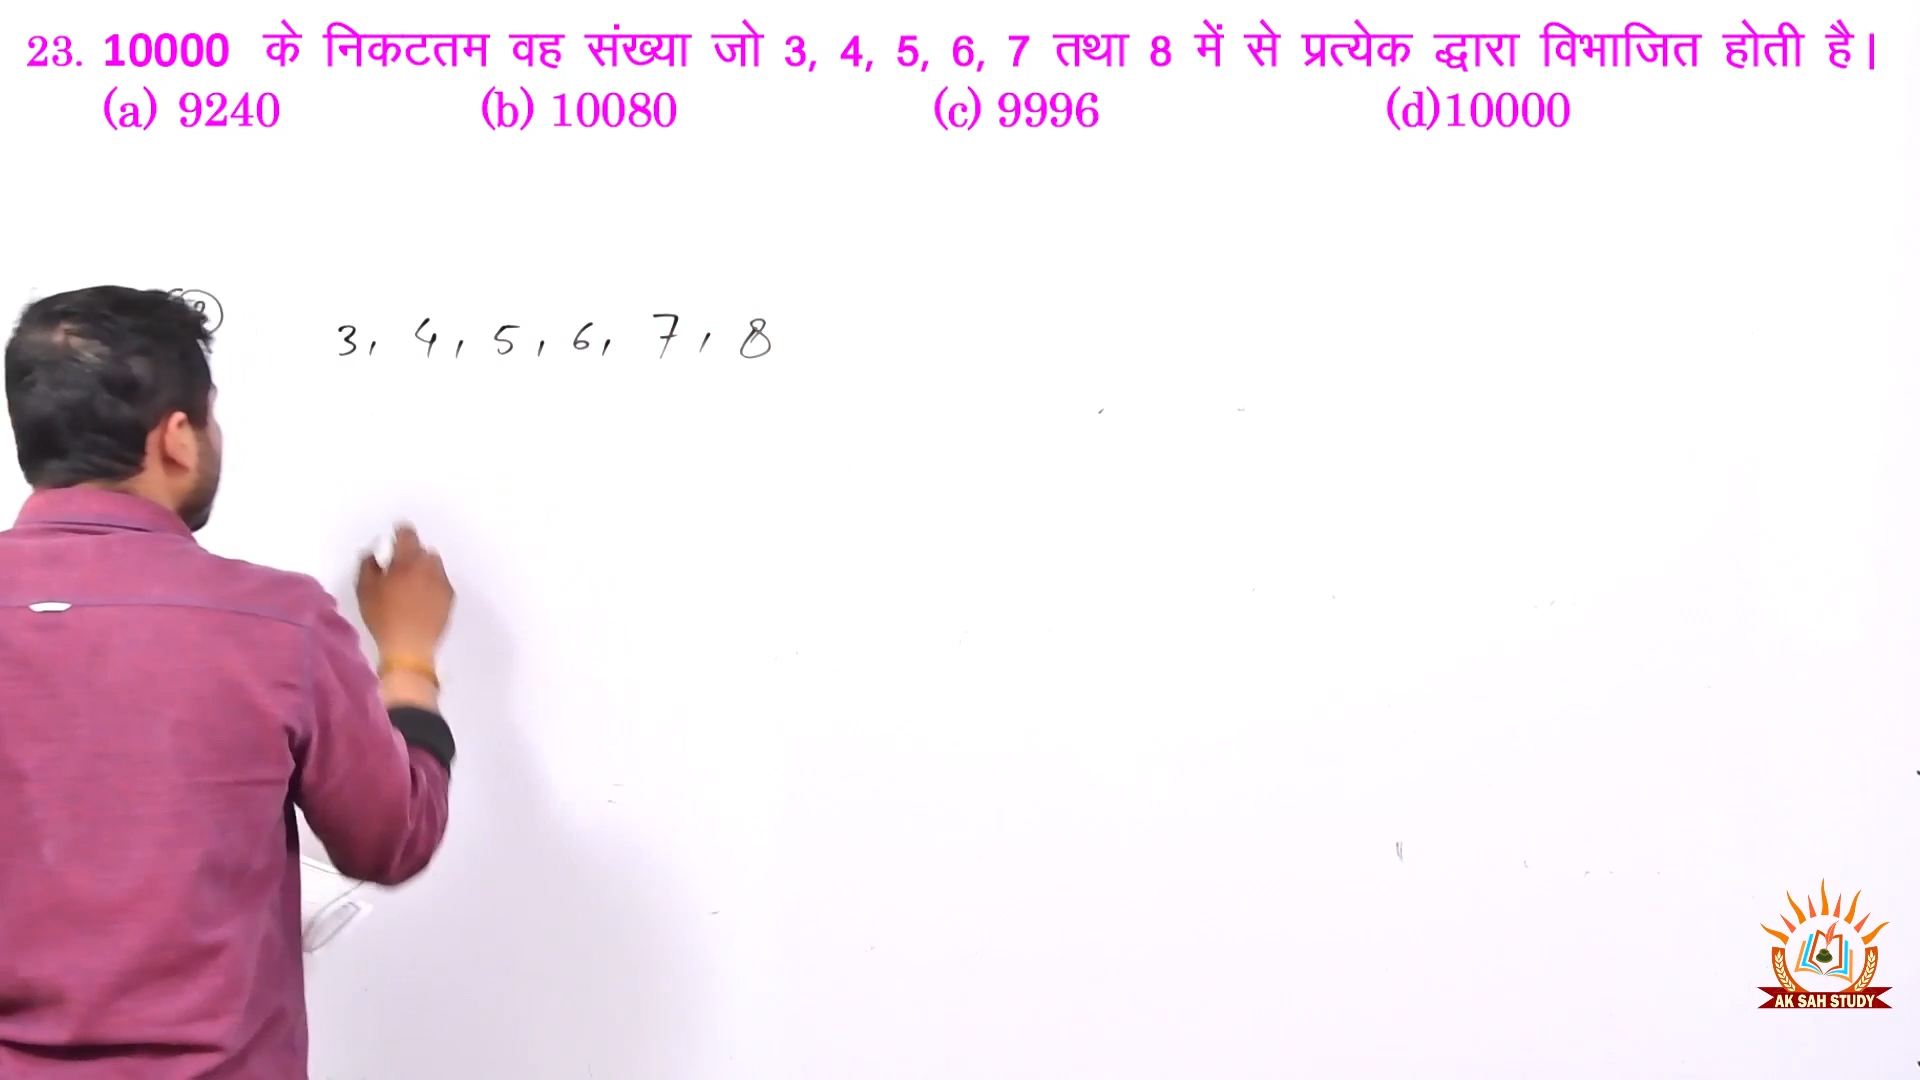 23. 10000 के निकटतम वह संख्या जो 3, 4, 5, 6, 7 तथा 8 में से प्रत्येक द्धारा विभाजित होती है।
(a) 9240 (b) 10080 (c) 9996 (d)10000
3, 4, 5, 6, 7, 8
AK SAH STUDY